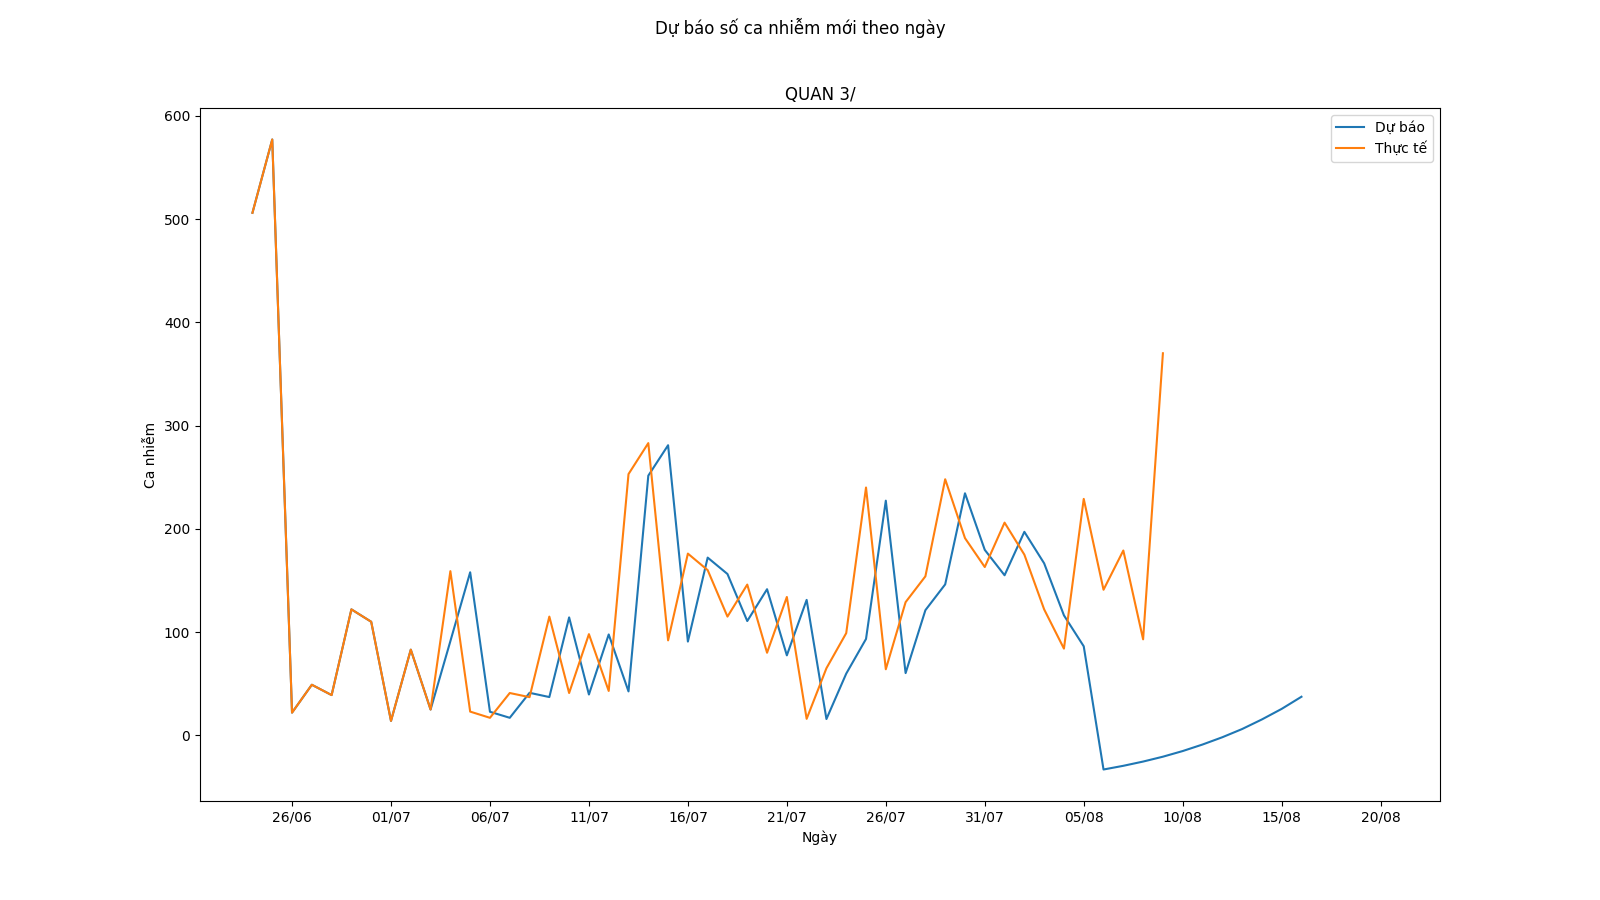 Dự báo số ca nhiễm mới theo ngày
QUAN 3/
Dự báo
Thực tế
600
500
400
300
200
100
0
Ca nhiễm
26/06 01/07 06/07 11/07 16/07 21/07 26/07 31/07 05/08 10/08 15/08 20/08
Ngày